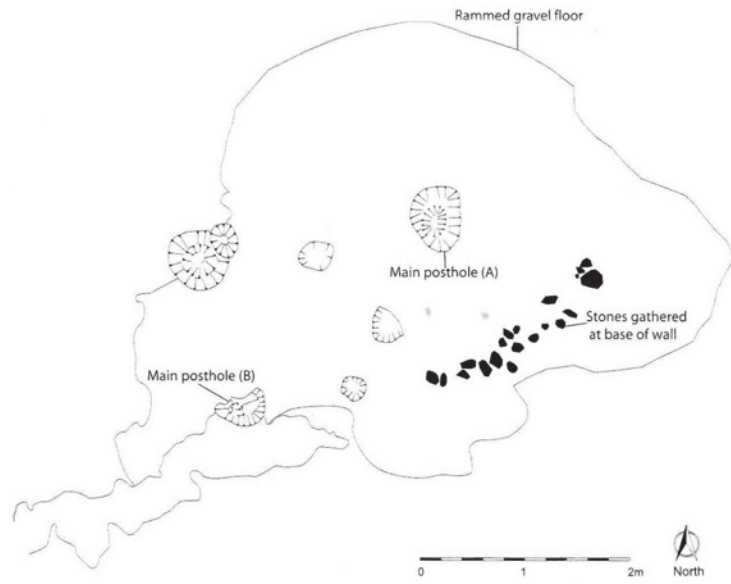 Rammed gravel floor
Main posthole (A)
Stones gathered
at base of wall
Main posthole (B)
0
1
2m
North